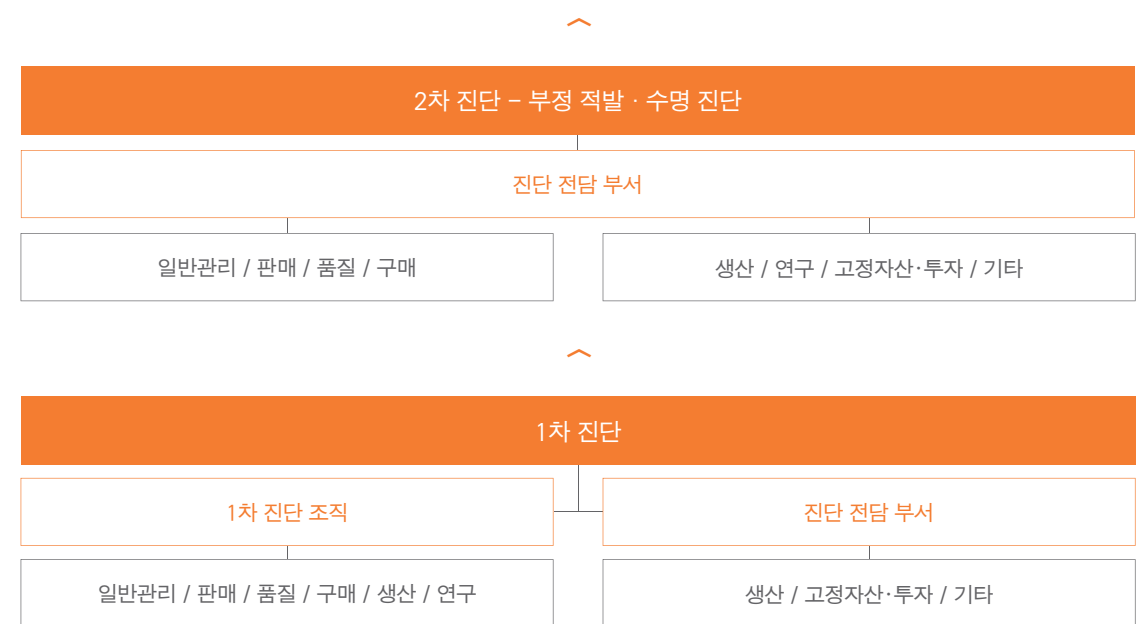 2차 진단 – 부정 적발 · 수명 진단
진단 전담 부서
일반관리 / 판매 / 품질 / 구매
생산 / 연구 / 고정자산·투자 / 기타
1차 진단
1차 진단 조직
진단 전담 부서
일반관리 / 판매 / 품질 / 구매 / 생산 / 연구
생산 / 고정자산·투자 / 기타